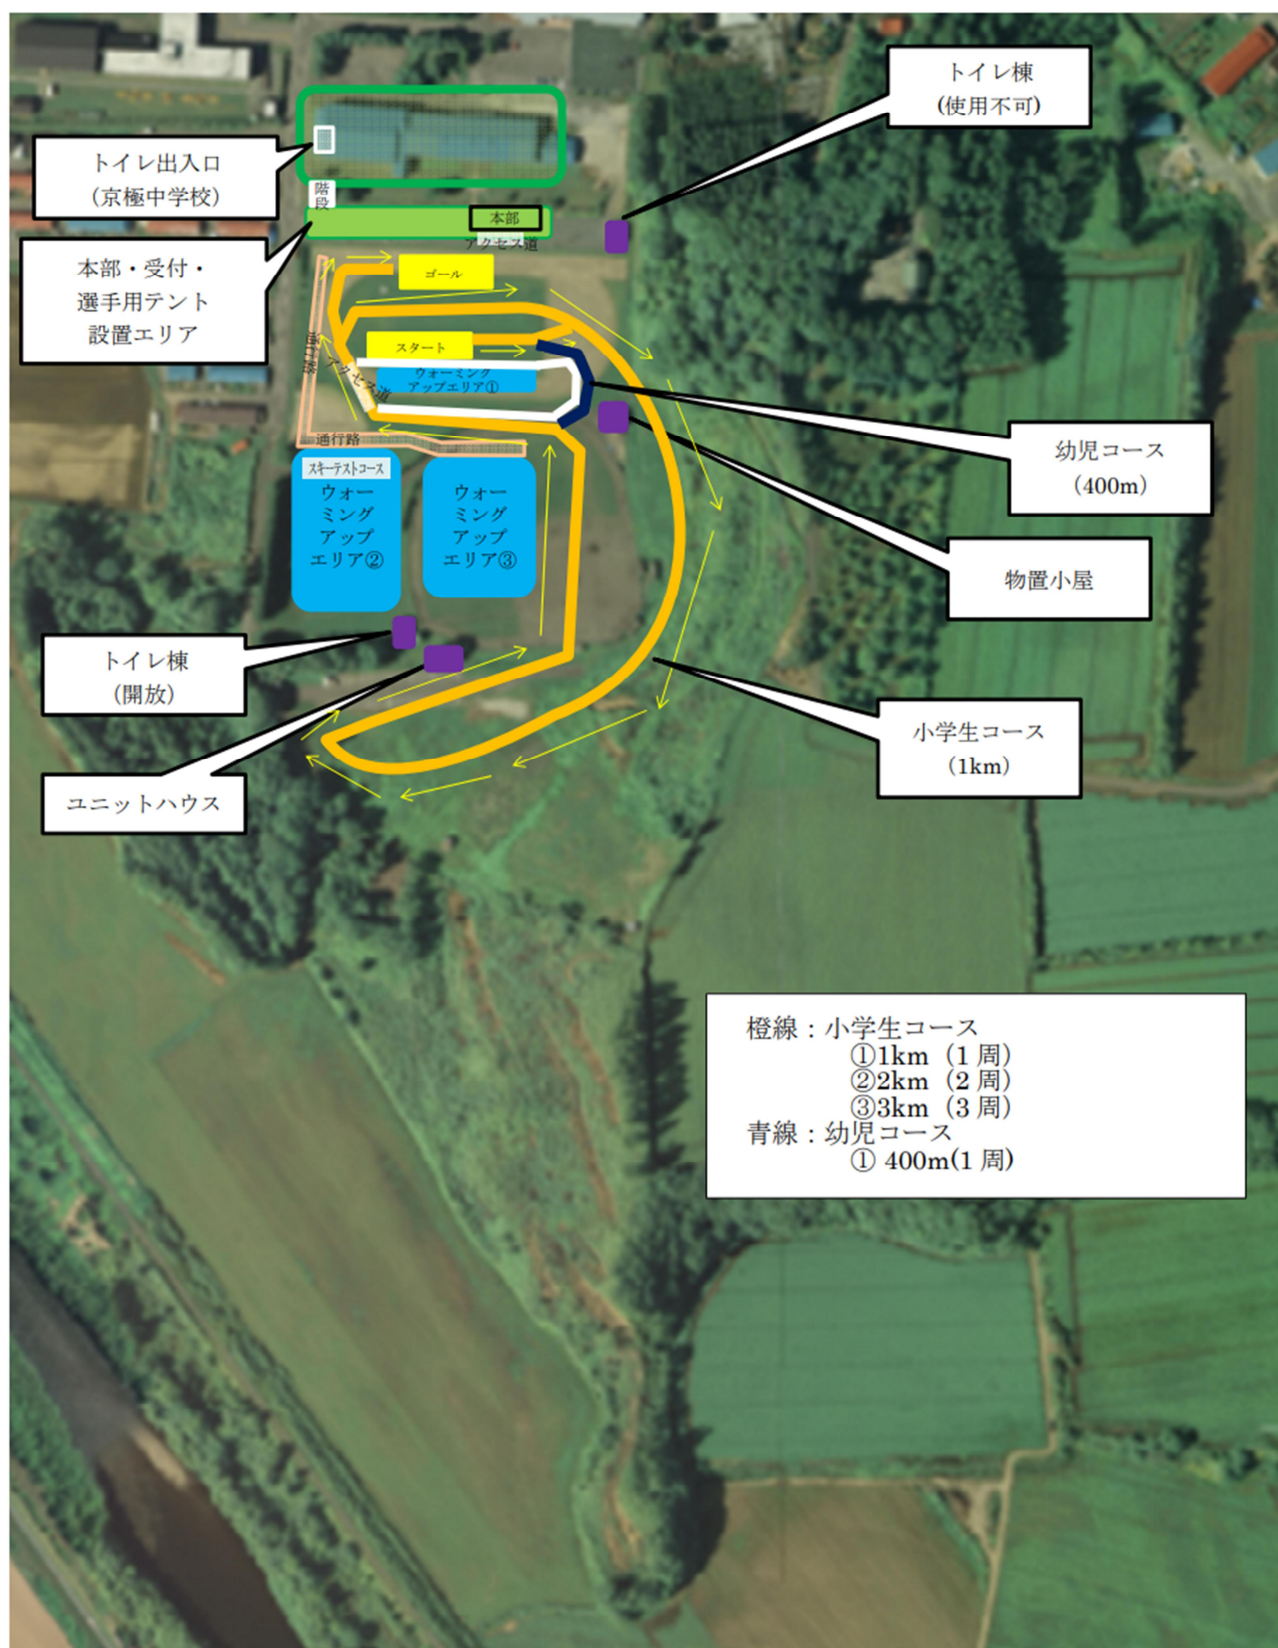 トイレ棟
(使用不可)
トイレ出入口
(京極中学校)
階
段
本部
アクセス道
本部・受付・
選手用テント
設置エリア
ゴール
スタート
通行路
アクセス道
ウォーミング
アップエリア①
通行路
幼児コース
(400m)
スキーテストコース
ウォー
ミング
アップ
エリア②
ウォー
ミング
アップ
エリア③
物置小屋
トイレ棟
(開放)
小学生コース
(1km)
ユニットハウス
橙線：小学生コース
①1km（1 周）
②2km（2 周）
③3km（3 周）
青線：幼児コース
① 400m(1 周)